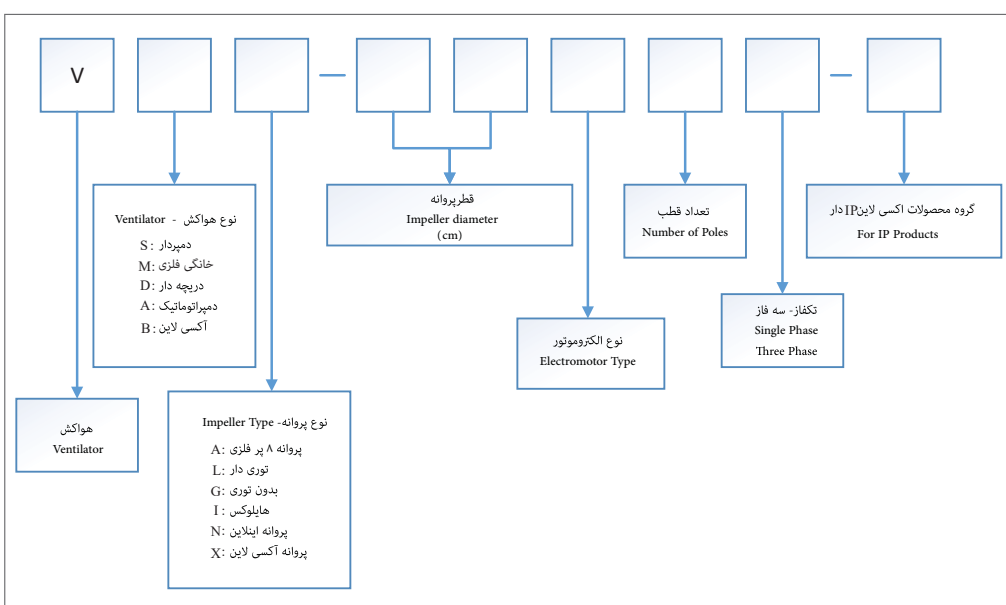 V
نوع هواکش - Ventilator
S : دمپردار
M: خانگی فلزی
D: دریچه دار
A: دمپراتوماتیک
B: آکسی لاین
قطرپروانه
Impeller diameter
(cm)
تعداد قطب
Number of Poles
گروه محصولات اکسی لاینIP دار
For IP Products
تکفاز- سه فاز
Single Phase
Three Phase
نوع الکتروموتور
Electromotor Type
هواکش
Ventilator
نوع پروانه- Impeller Type
A: پروانه ۸ پر فلزی
L: توری دار
G: بدون توری
I : هایلوکس
N: پروانه اینلاین
X: پروانه آکسی لاین